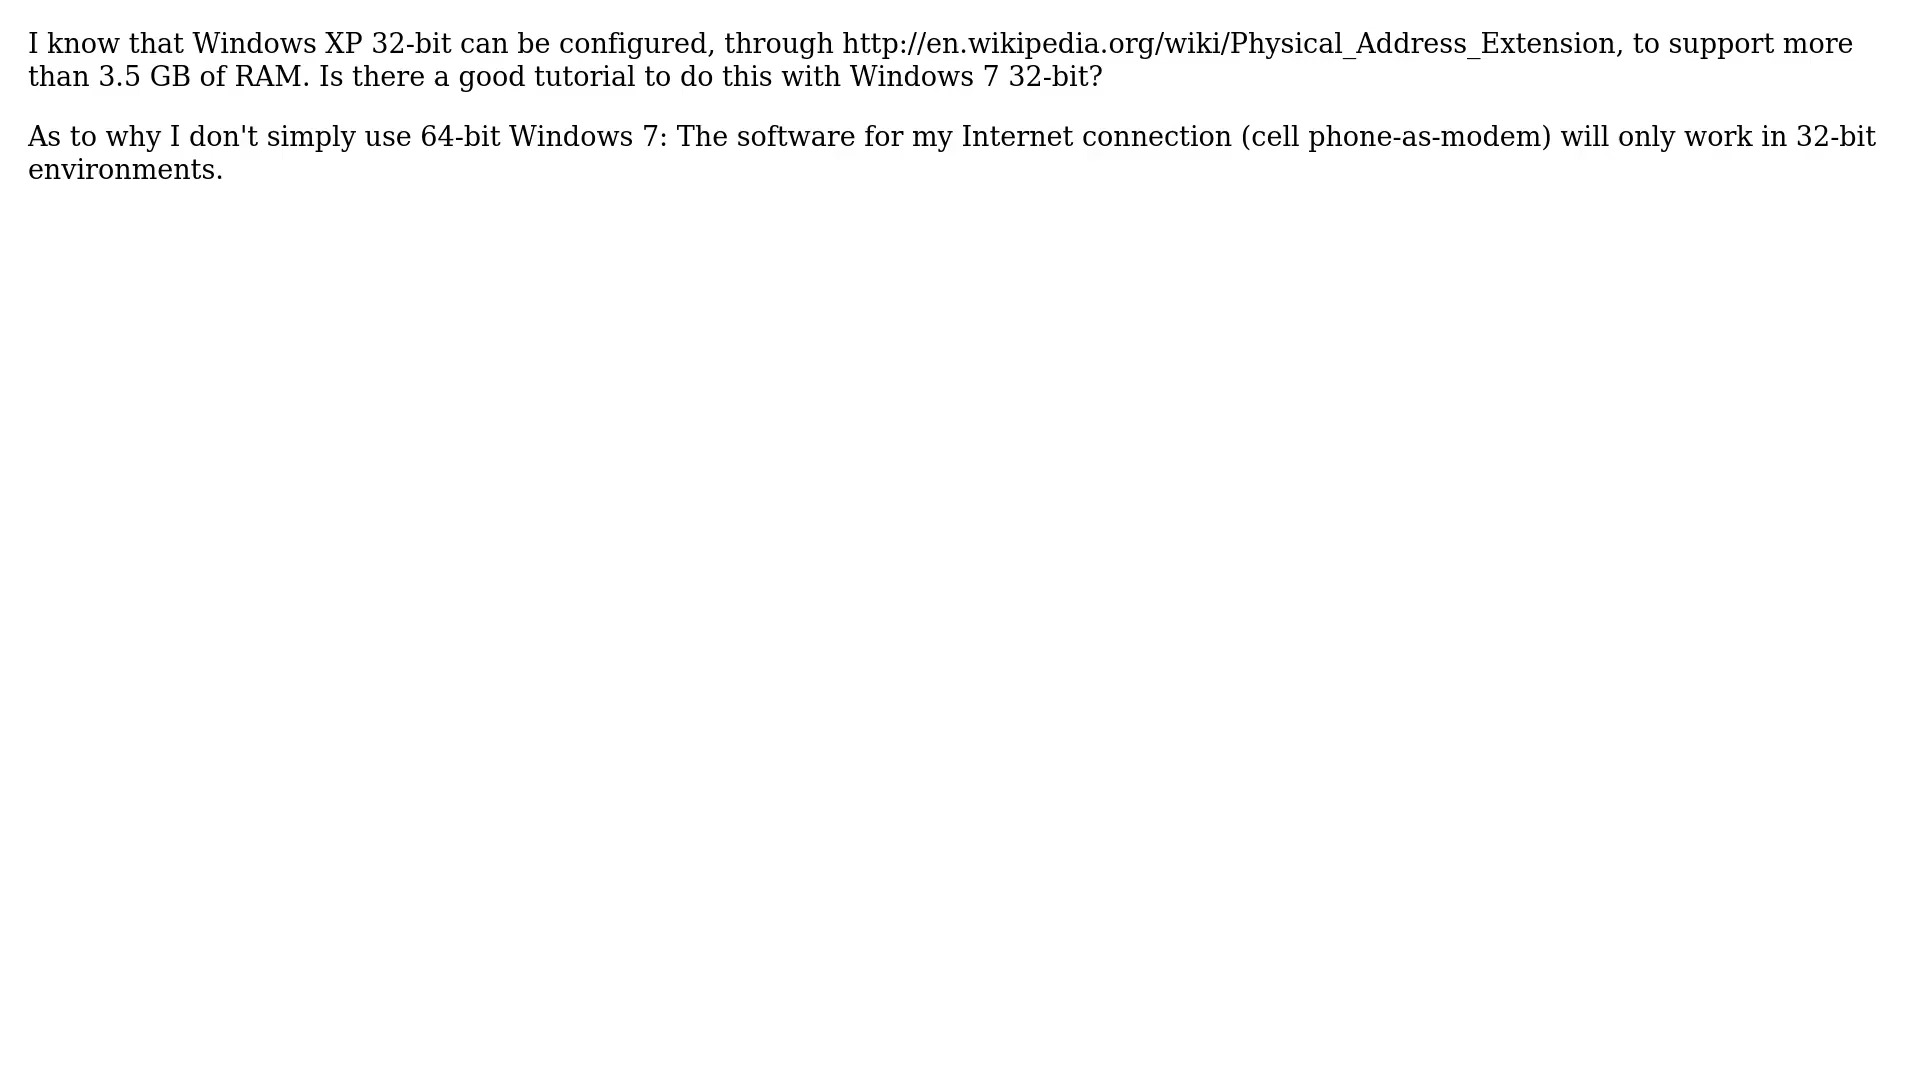 I know that Windows XP 32-bit can be configured, through http://en.wikipedia.org/wiki/Physical_Address_Extension, to support more
than 3.5 GB of RAM. Is there a good tutorial to do this with Windows 7 32-bit?
As to why I don't simply use 64-bit Windows 7: The software for my Internet connection (cell phone-as-modem) will only work in 32-bit
environments.